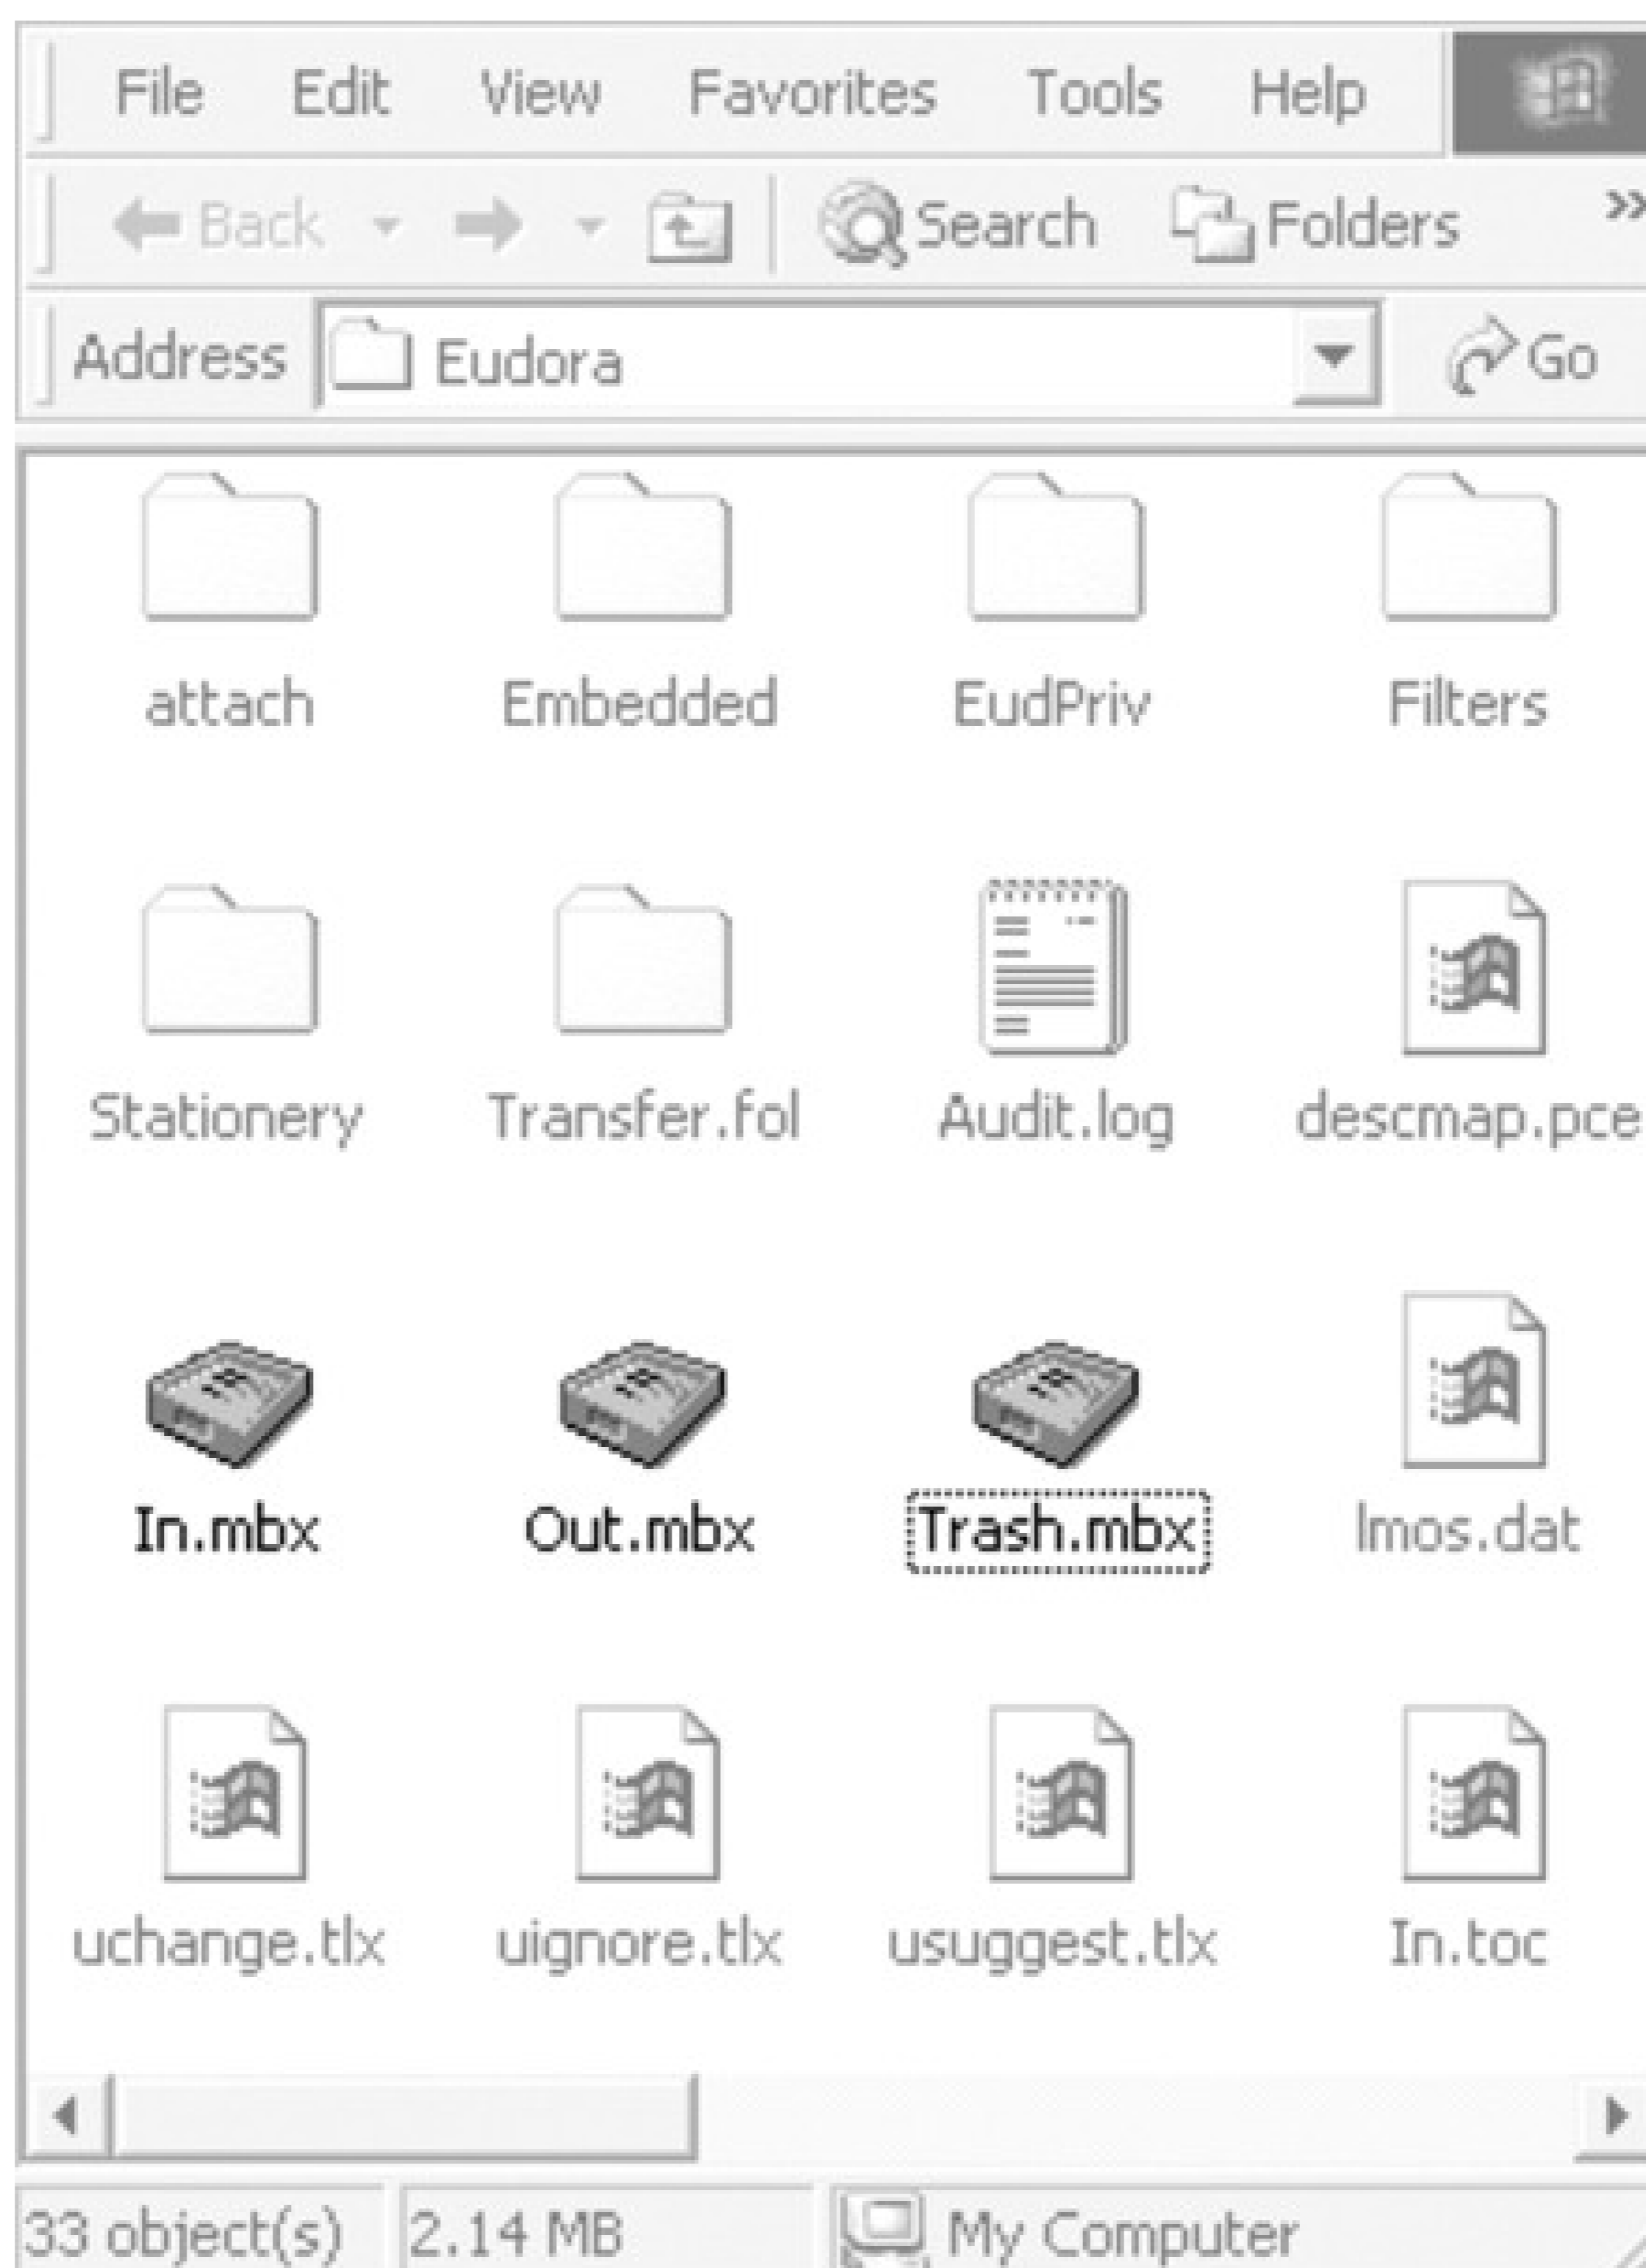 File Edit View Favorites Tools Help
Back Search Folders »
Address Eudora Go
attach Embedded EudPriv Filters
Stationery Transfer.fol Audit.log descmap.pce
In.mbx Out.mbx Trash.mbx lmos.dat
uchange.tlx uignore.tlx usuggest.tlx In.toc
33 object(s) 2.14 MB My Computer